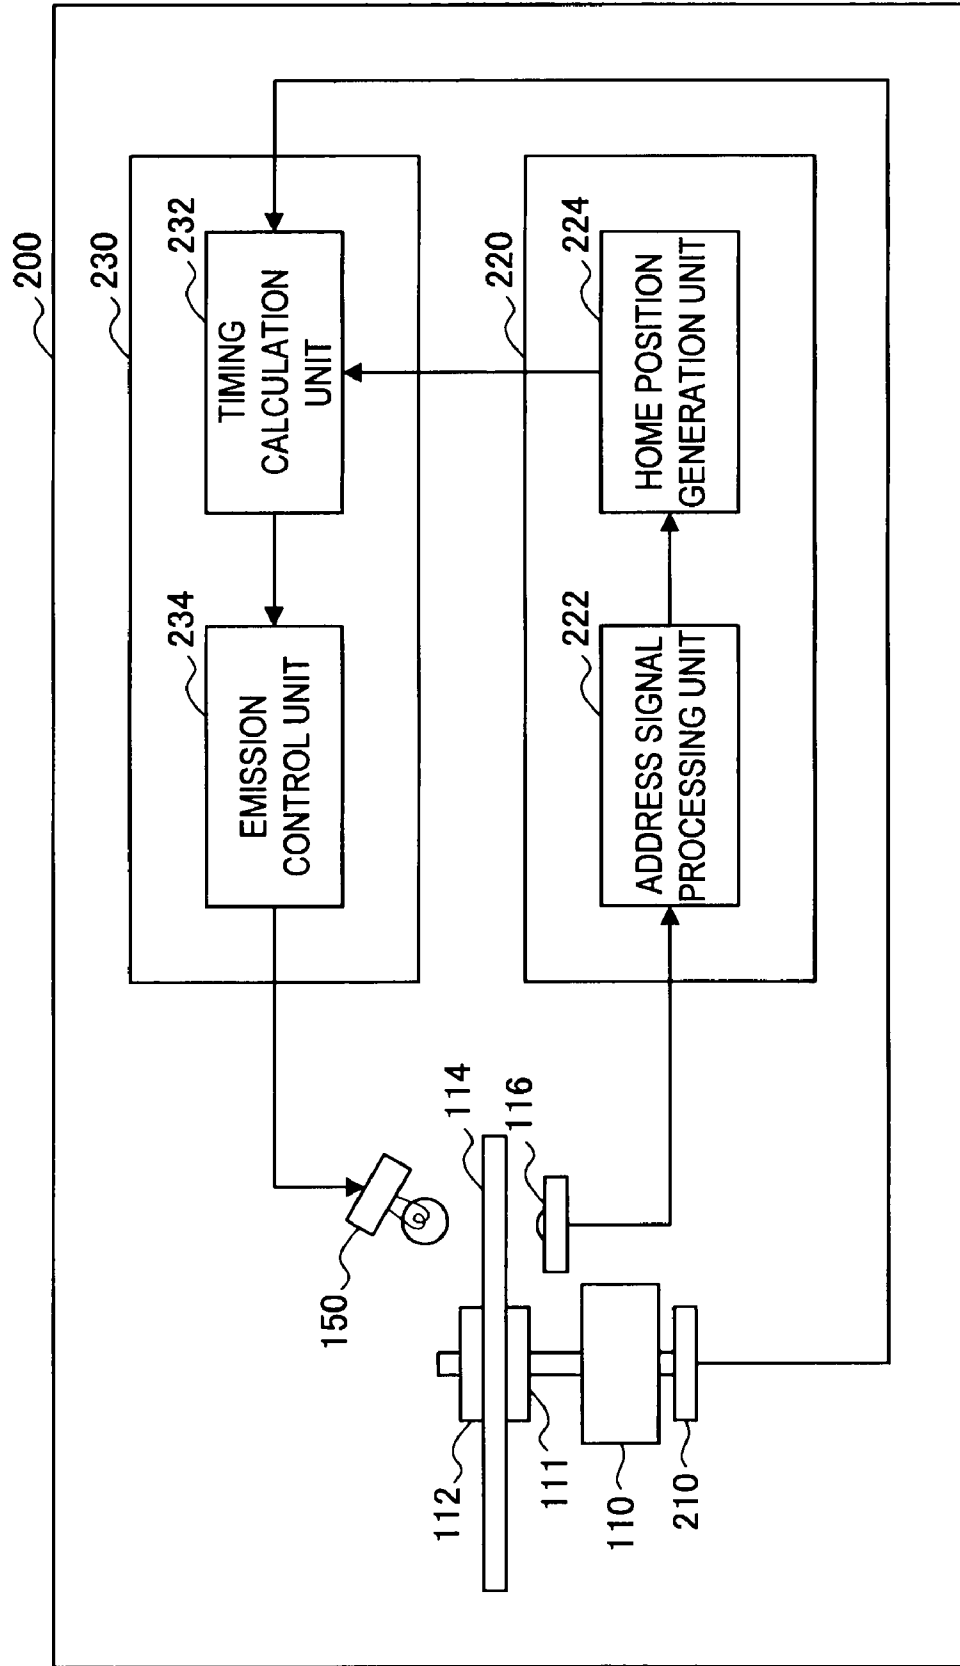 200
230
234
EMISSION
CONTROL UNIT
232
TIMING
CALCULATION
UNIT
150
114
116
112
111
110
210
220
222
ADDRESS SIGNAL
PROCESSING UNIT
224
HOME POSITION
GENERATION UNIT